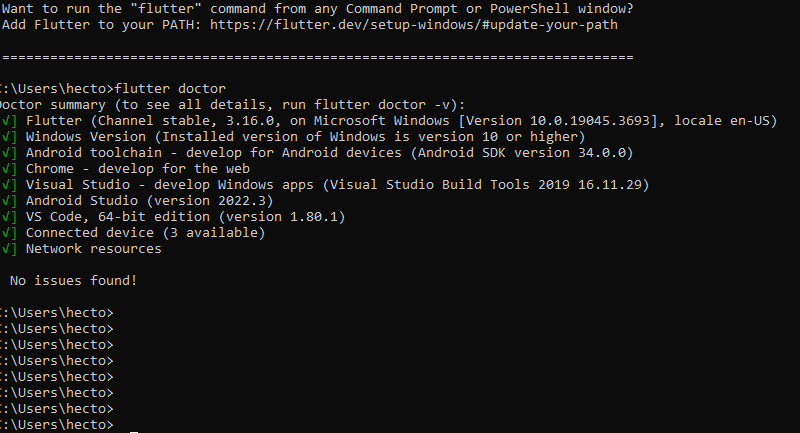 Want to run the "flutter" command from any Command Prompt or PowerShell window?
Add Flutter to your PATH: https://flutter.dev/setup-windows/#update-your-path
================================================================================
C:\Users\hecto>flutter doctor
Doctor summary (to see all details, run flutter doctor -v):
√] Flutter (Channel stable, 3.16.0, on Microsoft Windows [Version 10.0.19045.3693], locale en-US)
√] Windows Version (Installed version of Windows is version 10 or higher)
√] Android toolchain - develop for Android devices (Android SDK version 34.0.0)
√] Chrome - develop for the web
√] Visual Studio - develop Windows apps (Visual Studio Build Tools 2019 16.11.29)
√] Android Studio (version 2022.3)
√] VS Code, 64-bit edition (version 1.80.1)
√] Connected device (3 available)
√] Network resources
No issues found!
C:\Users\hecto>
C:\Users\hecto>
C:\Users\hecto>
C:\Users\hecto>
C:\Users\hecto>
C:\Users\hecto>
C:\Users\hecto>
C:\Users\hecto>